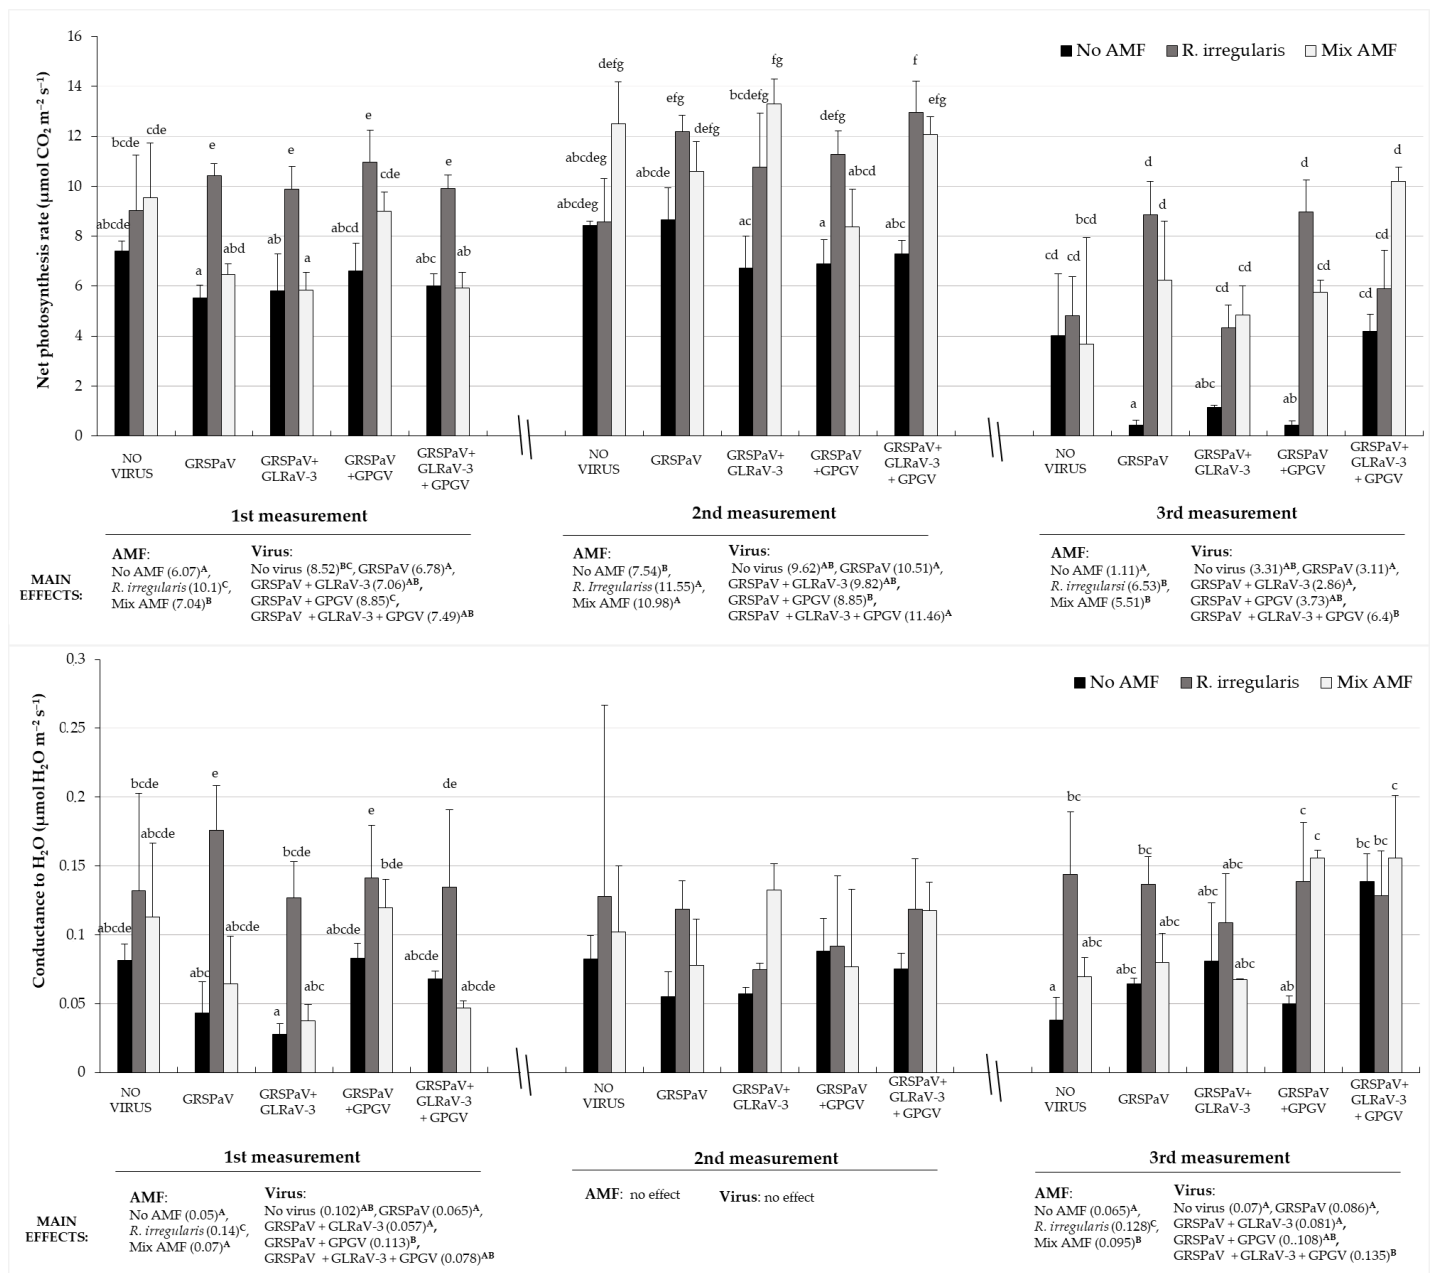 16
14
12
10
8
6
4
2
0
Net photosynthesis rate (µmol CO₂ m⁻² s⁻¹)
No AMF R. irregularis Mix AMF
abcde bcde cde
a e abd
ab e a
abcd e cde
abc e ab
abcdeg abcdeg defg
abcde efg defg
ac bcdefg fg
a defg abcd
abc f efg
cd cd bcd
a d d
abc cd cd
ab d cd
cd cd d
NO VIRUS
GRSPaV
GRSPaV+ GLRaV-3
GRSPaV +GPGV
GRSPaV+ GLRaV-3 + GPGV
NO VIRUS
GRSPaV
GRSPaV+ GLRaV-3
GRSPaV +GPGV
GRSPaV+ GLRaV-3 + GPGV
NO VIRUS
GRSPaV
GRSPaV+ GLRaV-3
GRSPaV +GPGV
GRSPaV+ GLRaV-3 + GPGV
1st measurement
2nd measurement
3rd measurement
MAIN
EFFECTS:
AMF:
No AMF (6.07)ᴬ,
R. irregularis (10.1)ᶜ,
Mix AMF (7.04)ᴮ
Virus:
No virus (8.52)ᴮᶜ, GRSPaV (6.78)ᴬ,
GRSPaV + GLRaV-3 (7.06)ᴬᴮ,
GRSPaV + GPGV (8.85)ᶜ,
GRSPaV + GLRaV-3 + GPGV (7.49)ᴬᴮ
AMF:
No AMF (7.54)ᴮ,
R. Irregulariss (11.55)ᴬ,
Mix AMF (10.98)ᴬ
Virus:
No virus (9.62)ᴬᴮ, GRSPaV (10.51)ᴬ,
GRSPaV + GLRaV-3 (9.82)ᴬᴮ,
GRSPaV + GPGV (8.85)ᴮ,
GRSPaV + GLRaV-3 + GPGV (11.46)ᴬ
AMF:
No AMF (1.11)ᴬ,
R. irregularsi (6.53)ᴮ,
Mix AMF (5.51)ᴮ
Virus:
No virus (3.31)ᴬᴮ, GRSPaV (3.11)ᴬ,
GRSPaV + GLRaV-3 (2.86)ᴬ,
GRSPaV + GPGV (3.73)ᴬᴮ,
GRSPaV + GLRaV-3 + GPGV (6.4)ᴮ
0.3
0.25
0.2
0.15
0.1
0.05
0
Conductance to H₂O (µmol H₂O m⁻² s⁻¹)
No AMF R. irregularis Mix AMF
abcde bcde abcde
abc e abcde
a bcde abc
abcde e bde
abcde de abcde
a bc abc
abc bc abc
abc abc abc
ab c c
bc bc c
NO VIRUS
GRSPaV
GRSPaV+ GLRaV-3
GRSPaV +GPGV
GRSPaV+ GLRaV-3 + GPGV
NO VIRUS
GRSPaV
GRSPaV+ GLRaV-3
GRSPaV +GPGV
GRSPaV+ GLRaV-3 + GPGV
NO VIRUS
GRSPaV
GRSPaV+ GLRaV-3
GRSPaV +GPGV
GRSPaV+ GLRaV-3 + GPGV
1st measurement
2nd measurement
3rd measurement
MAIN
EFFECTS:
AMF:
No AMF (0.05)ᴬ,
R. irregularis (0.14)ᶜ,
Mix AMF (0.07)ᴬ
Virus:
No virus (0.102)ᴬᴮ, GRSPaV (0.065)ᴬ,
GRSPaV + GLRaV-3 (0.057)ᴬ,
GRSPaV + GPGV (0.113)ᴮ,
GRSPaV + GLRaV-3 + GPGV (0.078)ᴬᴮ
AMF: no effect Virus: no effect
AMF:
No AMF (0.065)ᴬ,
R. irregularis (0.128)ᶜ,
Mix AMF (0.095)ᴮ
Virus:
No virus (0.07)ᴬ, GRSPaV (0.086)ᴬ,
GRSPaV + GLRaV-3 (0.081)ᴬ,
GRSPaV + GPGV (0..108)ᴬᴮ,
GRSPaV + GLRaV-3 + GPGV (0.135)ᴮ